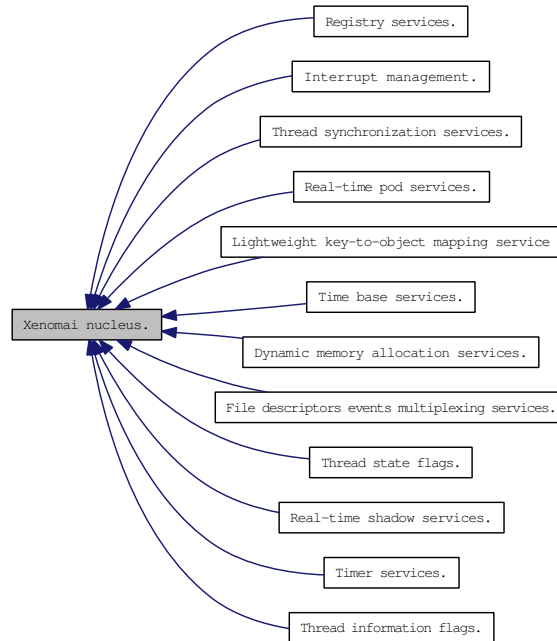 Registry services.
Interrupt management.
Thread synchronization services.
Real-time pod services.
Lightweight key-to-object mapping service
Time base services.
Xenomai nucleus.
Dynamic memory allocation services.
File descriptors events multiplexing services.
Thread state flags.
Real-time shadow services.
Timer services.
Thread information flags.